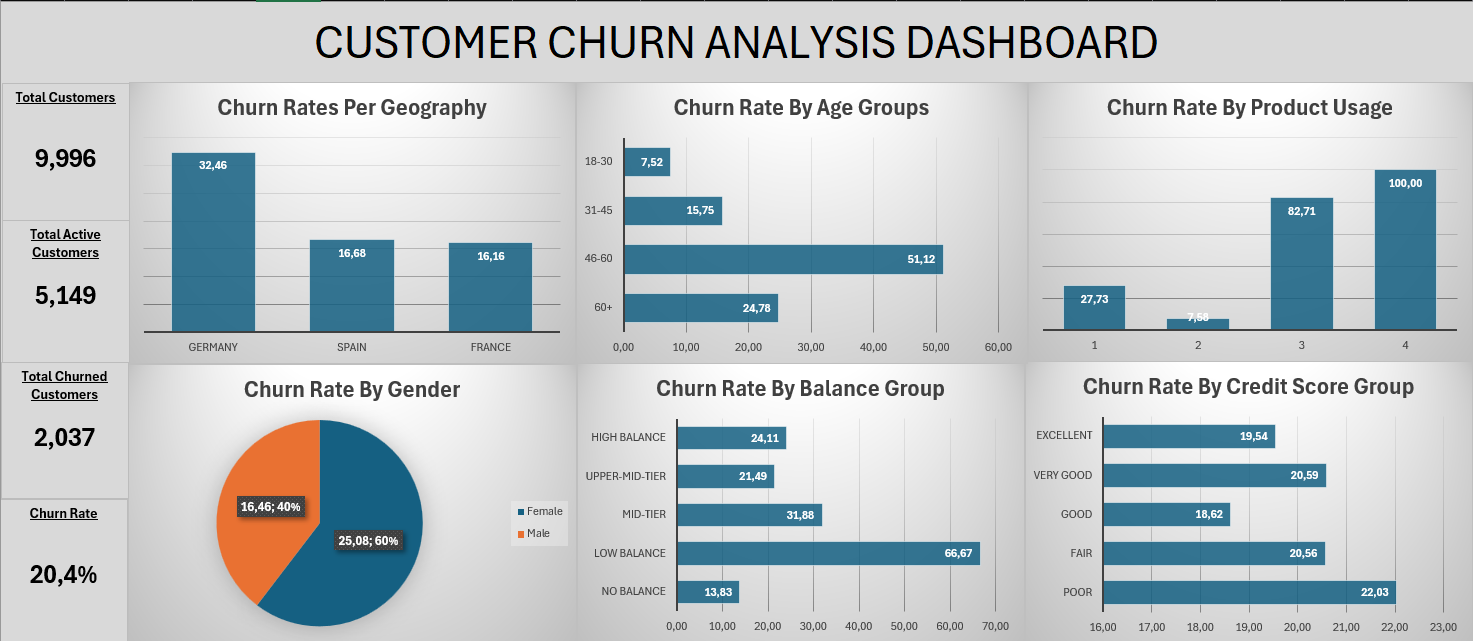 CUSTOMER CHURN ANALYSIS DASHBOARD
Total Customers
9,996
Total Active
Customers
5,149
Total Churned
Customers
2,037
Churn Rate
20,4%
Churn Rates Per Geography
32,46
16,68
16,16
GERMANY
SPAIN
FRANCE
Churn Rate By Age Groups
18-30
7,52
31-45
15,75
46-60
51,12
60+
24,78
0,00
10,00
20,00
30,00
40,00
50,00
60,00
Churn Rate By Product Usage
27,73
7,58
82,71
100,00
1
2
3
4
Churn Rate By Gender
16,46; 40%
25,08; 60%
Female
Male
Churn Rate By Balance Group
HIGH BALANCE
24,11
UPPER-MID-TIER
21,49
MID-TIER
31,88
LOW BALANCE
66,67
NO BALANCE
13,83
0,00
10,00
20,00
30,00
40,00
50,00
60,00
70,00
Churn Rate By Credit Score Group
EXCELLENT
19,54
VERY GOOD
20,59
GOOD
18,62
FAIR
20,56
POOR
22,03
16,00
17,00
18,00
19,00
20,00
21,00
22,00
23,00